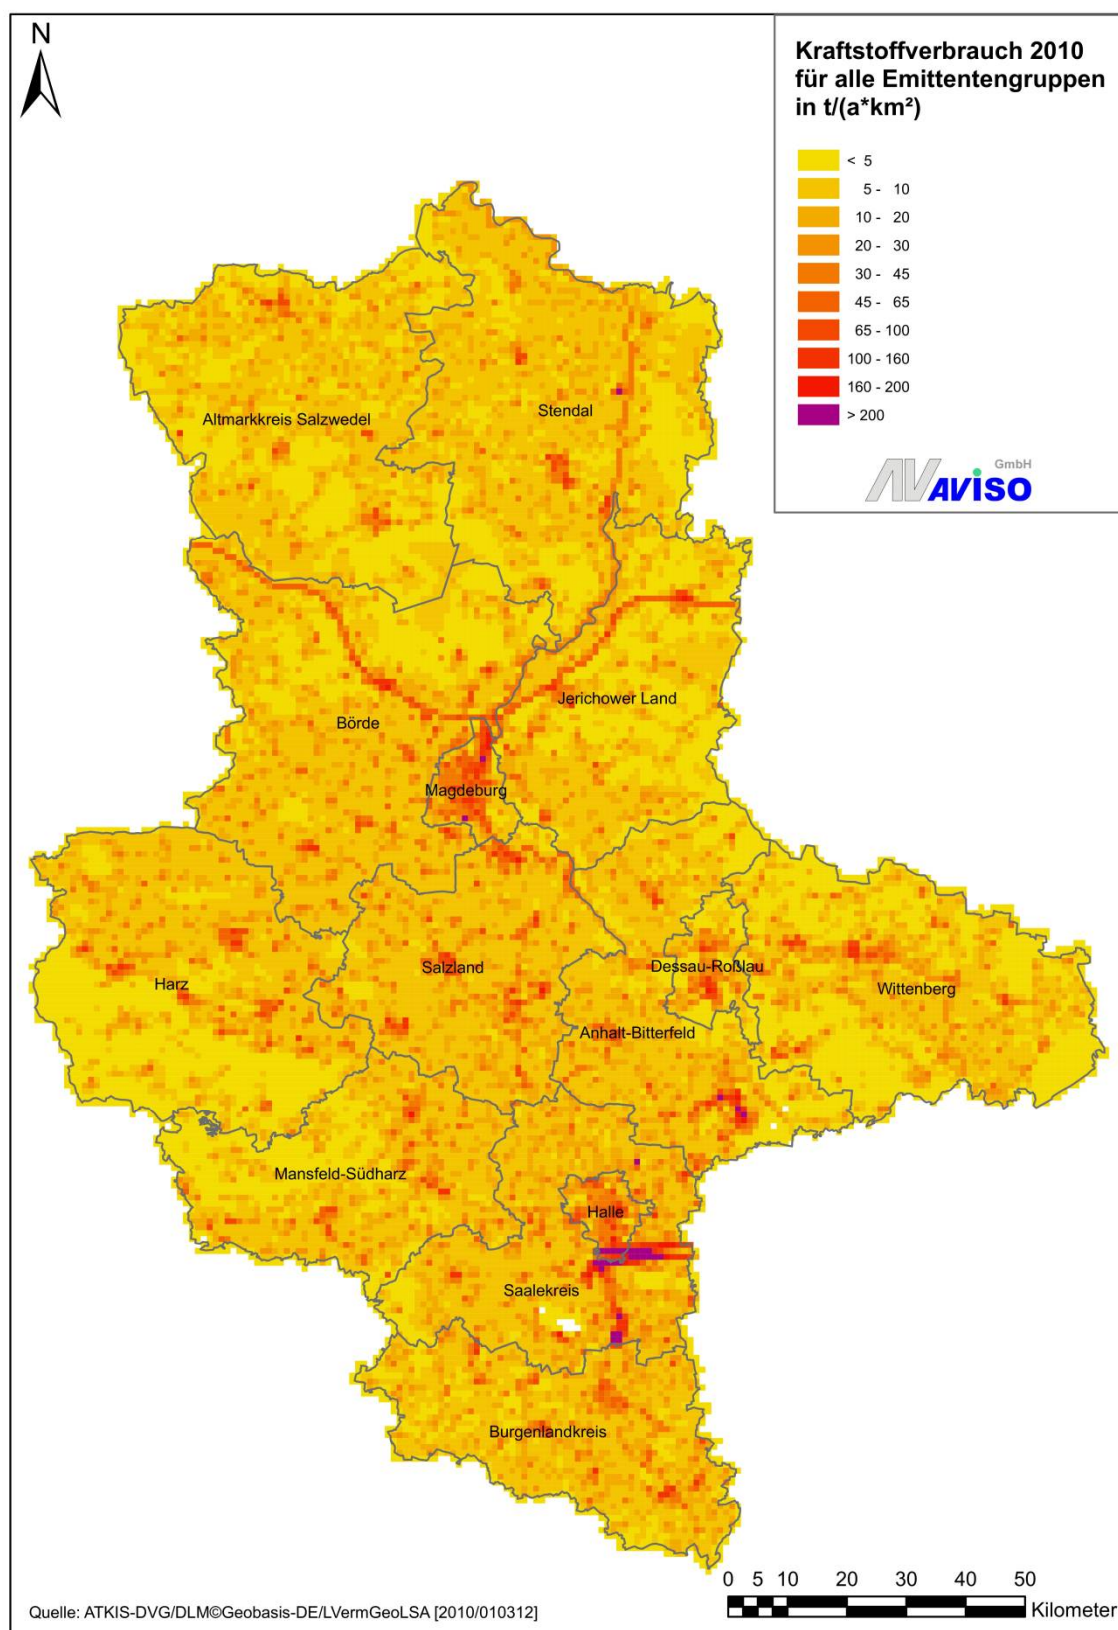 N
Kraftstoffverbrauch 2010
für alle Emittentengruppen
in t/(a*km²)
< 5
5 - 10
10 - 20
20 - 30
30 - 45
45 - 65
65 - 100
100 - 160
160 - 200
> 200
GmbH
AVISO
Altmarkkreis Salzwedel
Stendal
Jerichower Land
Börde
Magdeburg
Dessau-Roßlau
Salzland
Harz
Wittenberg
Anhalt-Bitterfeld
Mansfeld-Südharz
Halle
Saalekreis
Burgenlandkreis
0 5 10 20 30 40 50
Kilometer
Quelle: ATKIS-DVG/DLM©Geobasis-DE/LVermGeoLSA [2010/010312]